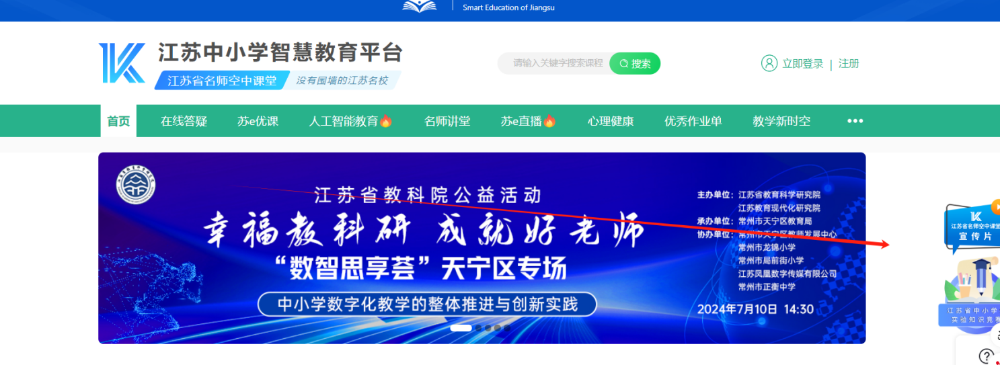 Smart Education of Jiangsu
江苏中小学智慧教育平台
江苏省名师空中课堂 没有围墙的江苏名校
请输入关键字搜索课程 搜索
立即登录 | 注册
首页 在线答疑 苏e优课 人工智能教育 名师讲堂 苏e直播 心理健康 优秀作业单 教学新时空 •••
江苏省教科院公益活动
幸福教科研 成就好老师
“数智思享荟”天宁区专场
中小学数字化教学的整体推进与创新实践
主办单位：江苏省教育科学研究院
江苏教育现代化研究院
承办单位：常州市天宁区教育局
协办单位：常州市天宁区教师发展中心
常州市龙锦小学
常州市局前街小学
江苏凤凰数字传媒有限公司
常州市正衡中学
2024年7月10日 14:30
江苏省名师空中课堂
宣传片
江苏省中小学
实验知识竞